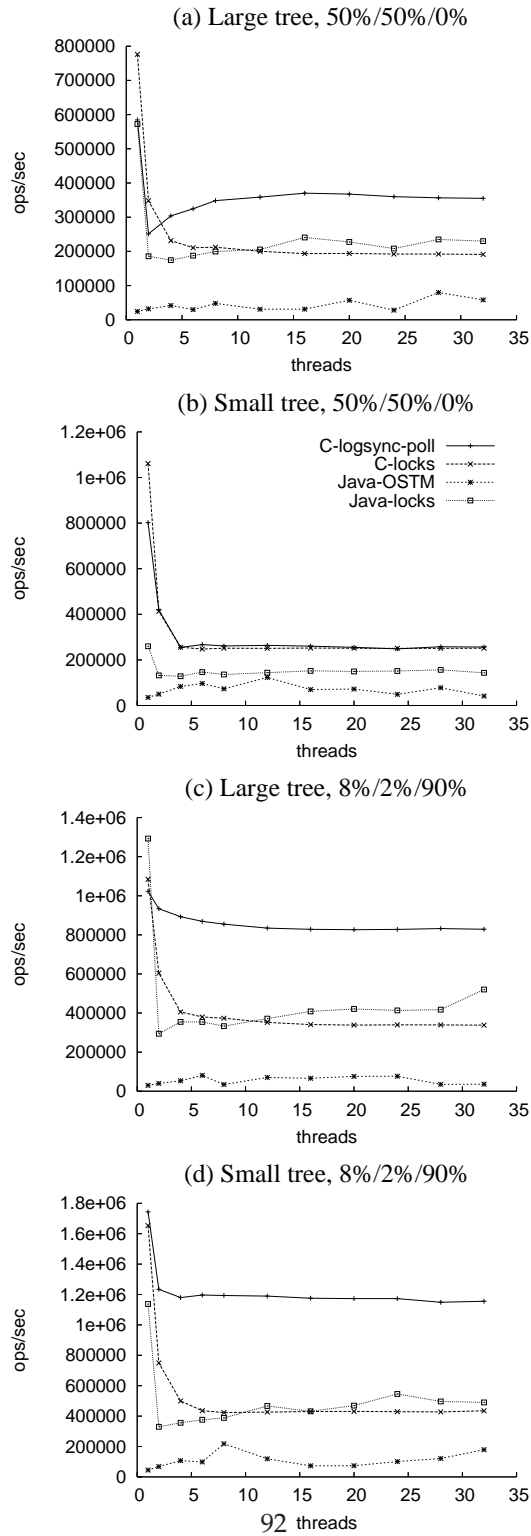 (a) Large tree, 50%/50%/0%
800000
700000
600000
500000
400000
300000
200000
100000
0
ops/sec
0 5 10 15 20 25 30 35
threads
(b) Small tree, 50%/50%/0%
1.2e+06
1e+06
800000
600000
400000
200000
0
ops/sec
C-logsync-poll
C-locks
Java-OSTM
Java-locks
0 5 10 15 20 25 30 35
threads
(c) Large tree, 8%/2%/90%
1.4e+06
1.2e+06
1e+06
800000
600000
400000
200000
0
ops/sec
0 5 10 15 20 25 30 35
threads
(d) Small tree, 8%/2%/90%
1.8e+06
1.6e+06
1.4e+06
1.2e+06
1e+06
800000
600000
400000
200000
0
ops/sec
0 5 10 15 20 25 30 35
threads
92